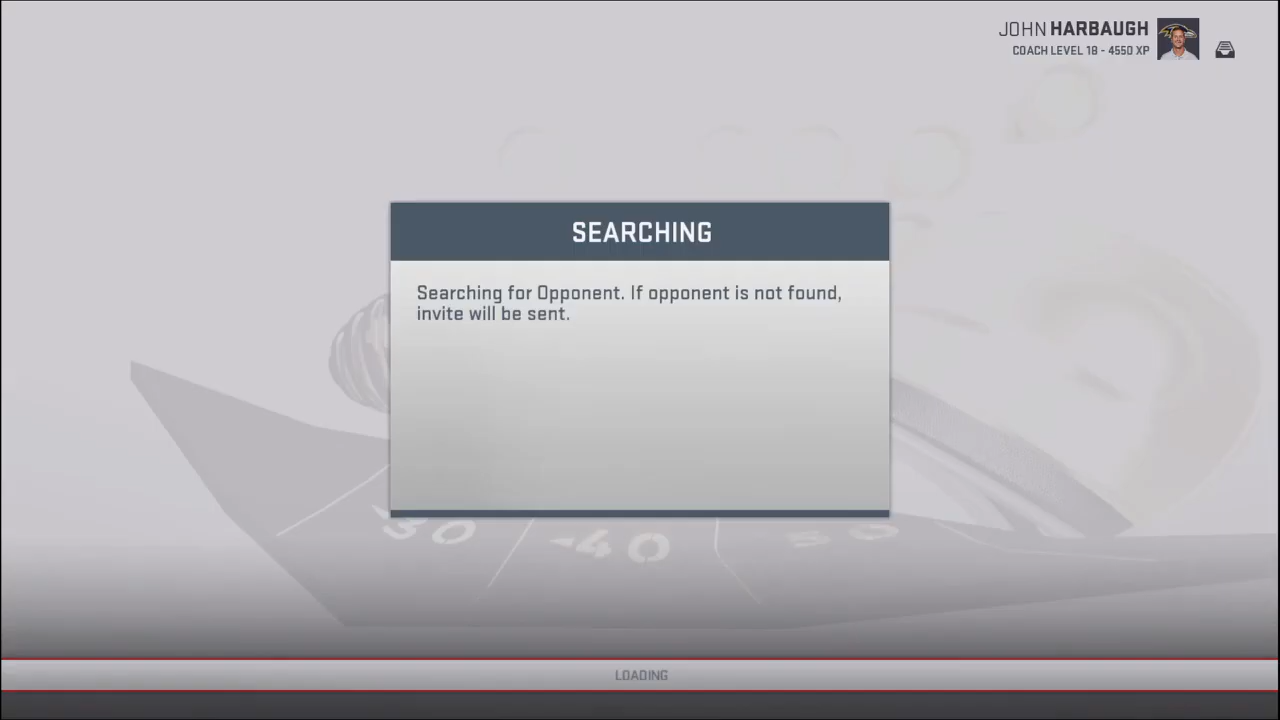 JOHN HARBAUGH
COACH LEVEL 18 - 4550 XP
SEARCHING
Searching for Opponent. If opponent is not found,
invite will be sent.
30
40
50
LOADING